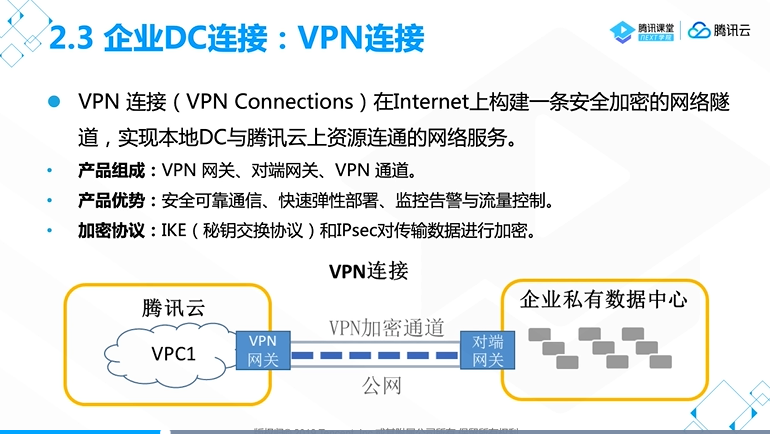 2.3 企业DC连接：VPN连接
腾讯课堂
NEXT学院
腾讯云
VPN 连接（VPN Connections）在Internet上构建一条安全加密的网络隧
道，实现本地DC与腾讯云上资源连通的网络服务。
产品组成：VPN 网关、对端网关、VPN 通道。
产品优势：安全可靠通信、快速弹性部署、监控告警与流量控制。
加密协议：IKE（秘钥交换协议）和IPsec对传输数据进行加密。
VPN连接
腾讯云
企业私有数据中心
VPC1
VPN
网关
VPN加密通道
对端
网关
公网